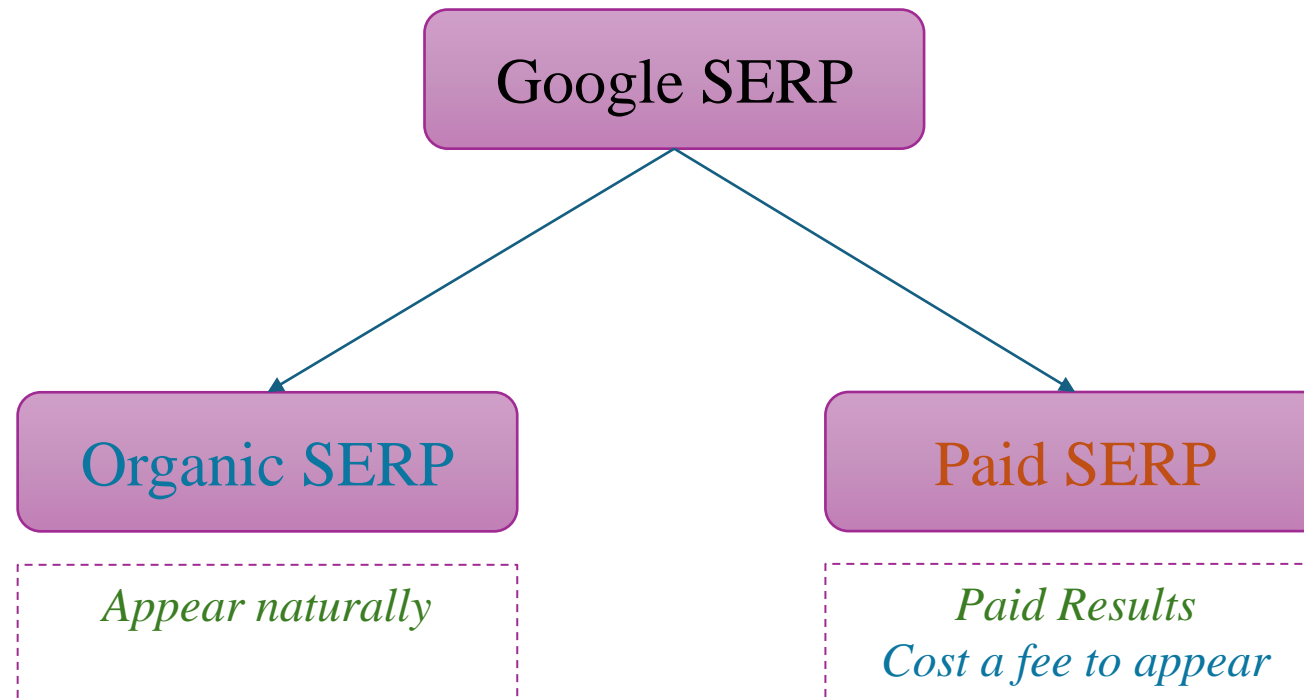 Google SERP
Organic SERP
Paid SERP
Appear naturally
Paid Results
Cost a fee to appear